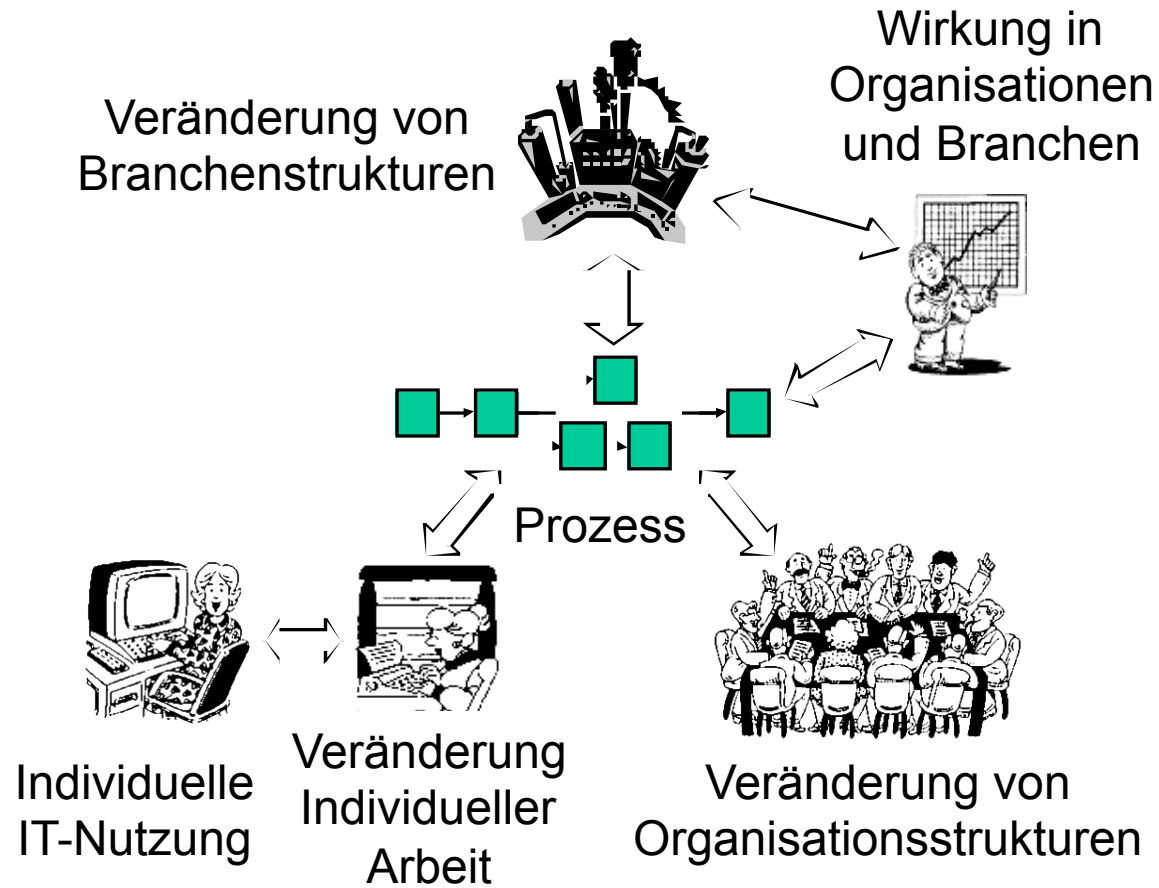 Wirkung in
Organisationen
und Branchen
Veränderung von
Branchenstrukturen
Prozess
Individuelle
IT-Nutzung
Veränderung
Individueller
Arbeit
Veränderung von
Organisationsstrukturen